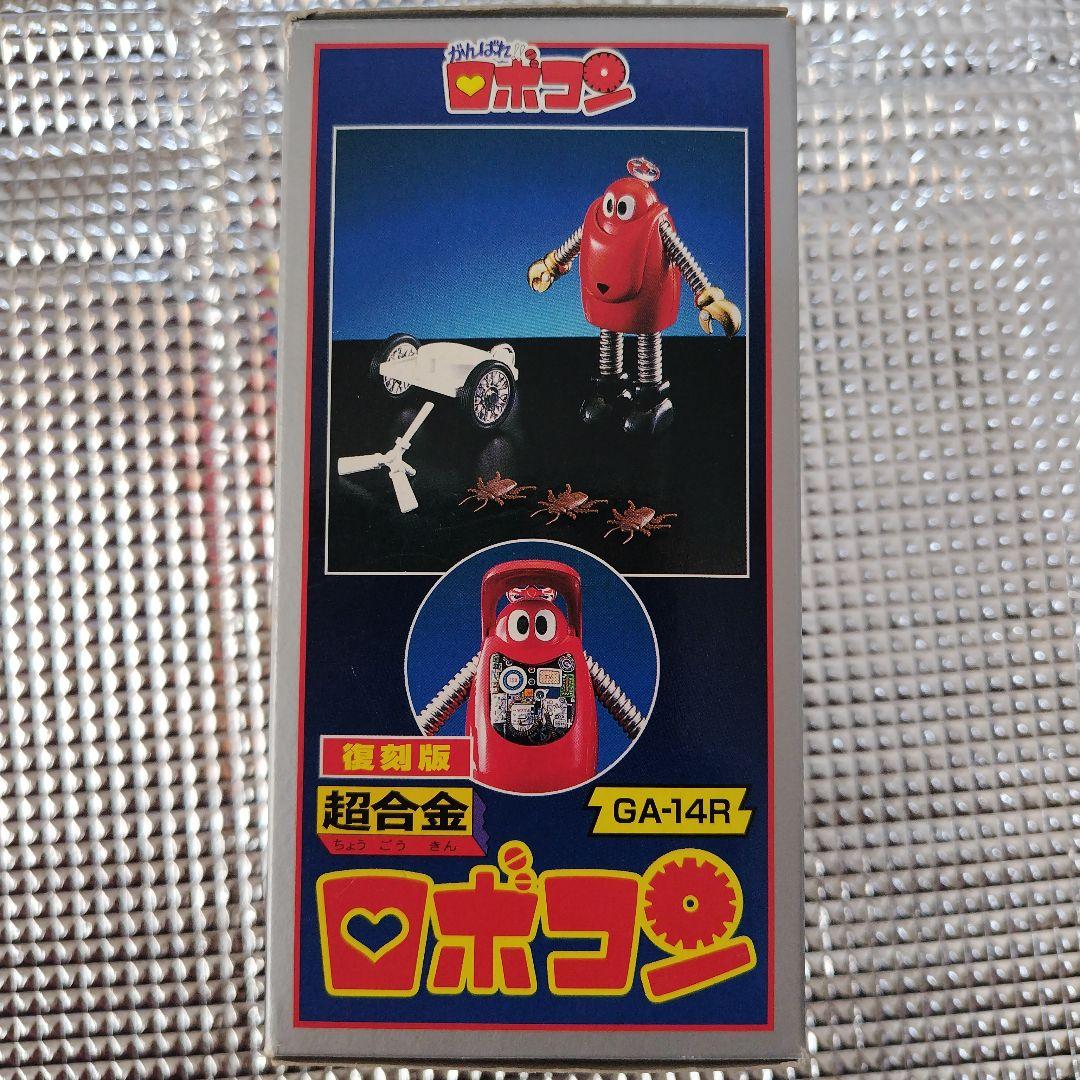 がんばれ!!
ロボコン
復刻版
超合金
ちょう ごう きん
GA-14R
ロボコン